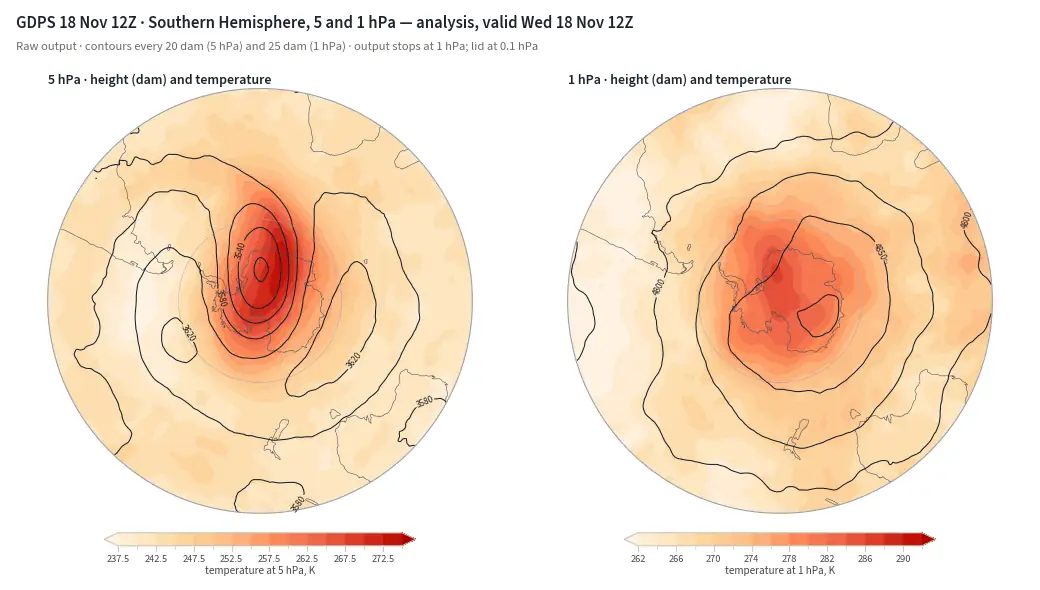 GDPS 18 Nov 12Z · Southern Hemisphere, 5 and 1 hPa — analysis, valid Wed 18 Nov 12Z
Raw output · contours every 20 dam (5 hPa) and 25 dam (1 hPa) · output stops at 1 hPa; lid at 0.1 hPa
5 hPa · height (dam) and temperature
3540
3580
3620
3620
3580
3580
237.5 242.5 247.5 252.5 257.5 262.5 267.5 272.5
temperature at 5 hPa, K
1 hPa · height (dam) and temperature
4800
4850
4800
262 266 270 274 278 282 286 290
temperature at 1 hPa, K